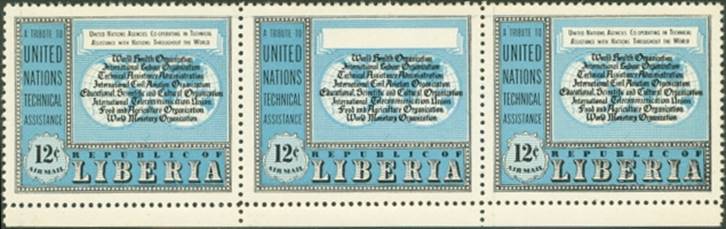 A TRIBUTE TO
UNITED
NATIONS
TECHNICAL
ASSISTANCE
UNITED NATIONS AGENCIES CO-OPERATING IN TECHNICAL
ASSISTANCE WITH NATIONS THROUGHOUT THE WORLD
World Health Organization
International Labour Organization
Technical Assistance Administration
International Civil Aviation Organization
Educational, Scientific and Cultural Organization
International Telecommunication Union
Food and Agriculture Organization
World Monetary Organization
12¢
AIR MAIL
REPUBLIC OF
LIBERIA
A TRIBUTE TO
UNITED
NATIONS
TECHNICAL
ASSISTANCE
World Health Organization
International Labour Organization
Technical Assistance Administration
International Civil Aviation Organization
Educational, Scientific and Cultural Organization
International Telecommunication Union
Food and Agriculture Organization
World Monetary Organization
12¢
AIR MAIL
REPUBLIC OF
LIBERIA
A TRIBUTE TO
UNITED
NATIONS
TECHNICAL
ASSISTANCE
UNITED NATIONS AGENCIES CO-OPERATING IN TECHNICAL
ASSISTANCE WITH NATIONS THROUGHOUT THE WORLD
World Health Organization
International Labour Organization
Technical Assistance Administration
International Civil Aviation Organization
Educational, Scientific and Cultural Organization
International Telecommunication Union
Food and Agriculture Organization
World Monetary Organization
12¢
AIR MAIL
REPUBLIC OF
LIBERIA